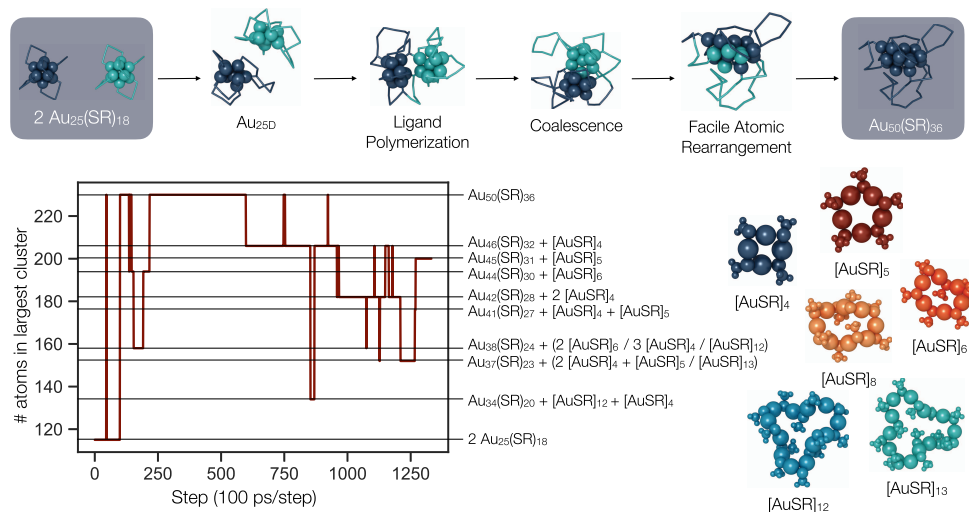 2 Au25(SR)18
Au25D
Ligand
Polymerization
Coalescence
Facile Atomic
Rearrangement
Au50(SR)36
# atoms in largest cluster
220
200
180
160
140
120
0
250
500
750
1000
1250
Step (100 ps/step)
Au50(SR)36
Au46(SR)32 + [AuSR]4
Au45(SR)31 + [AuSR]5
Au44(SR)30 + [AuSR]6
Au42(SR)28 + 2 [AuSR]4
Au41(SR)27 + [AuSR]4 + [AuSR]5
Au38(SR)24 + (2 [AuSR]6 / 3 [AuSR]4 / [AuSR]12)
Au37(SR)23 + (2 [AuSR]4 + [AuSR]5 / [AuSR]13)
Au34(SR)20 + [AuSR]12 + [AuSR]4
2 Au25(SR)18
[AuSR]4
[AuSR]5
[AuSR]6
[AuSR]8
[AuSR]12
[AuSR]13